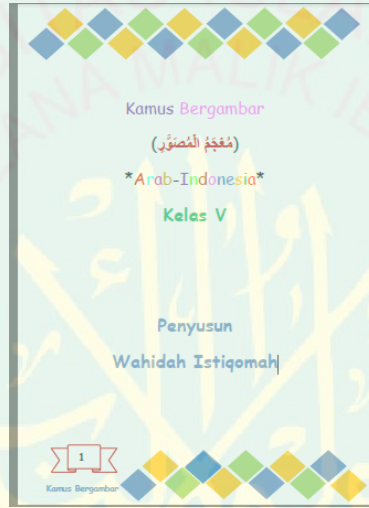 Kamus Bergambar
(مُعْجَمُ الْمُصَوَّرِ)
*Arab-Indonesia*
Kelas V
Penyusun
Wahidah Istiqomah
1
Kamus Bergambar